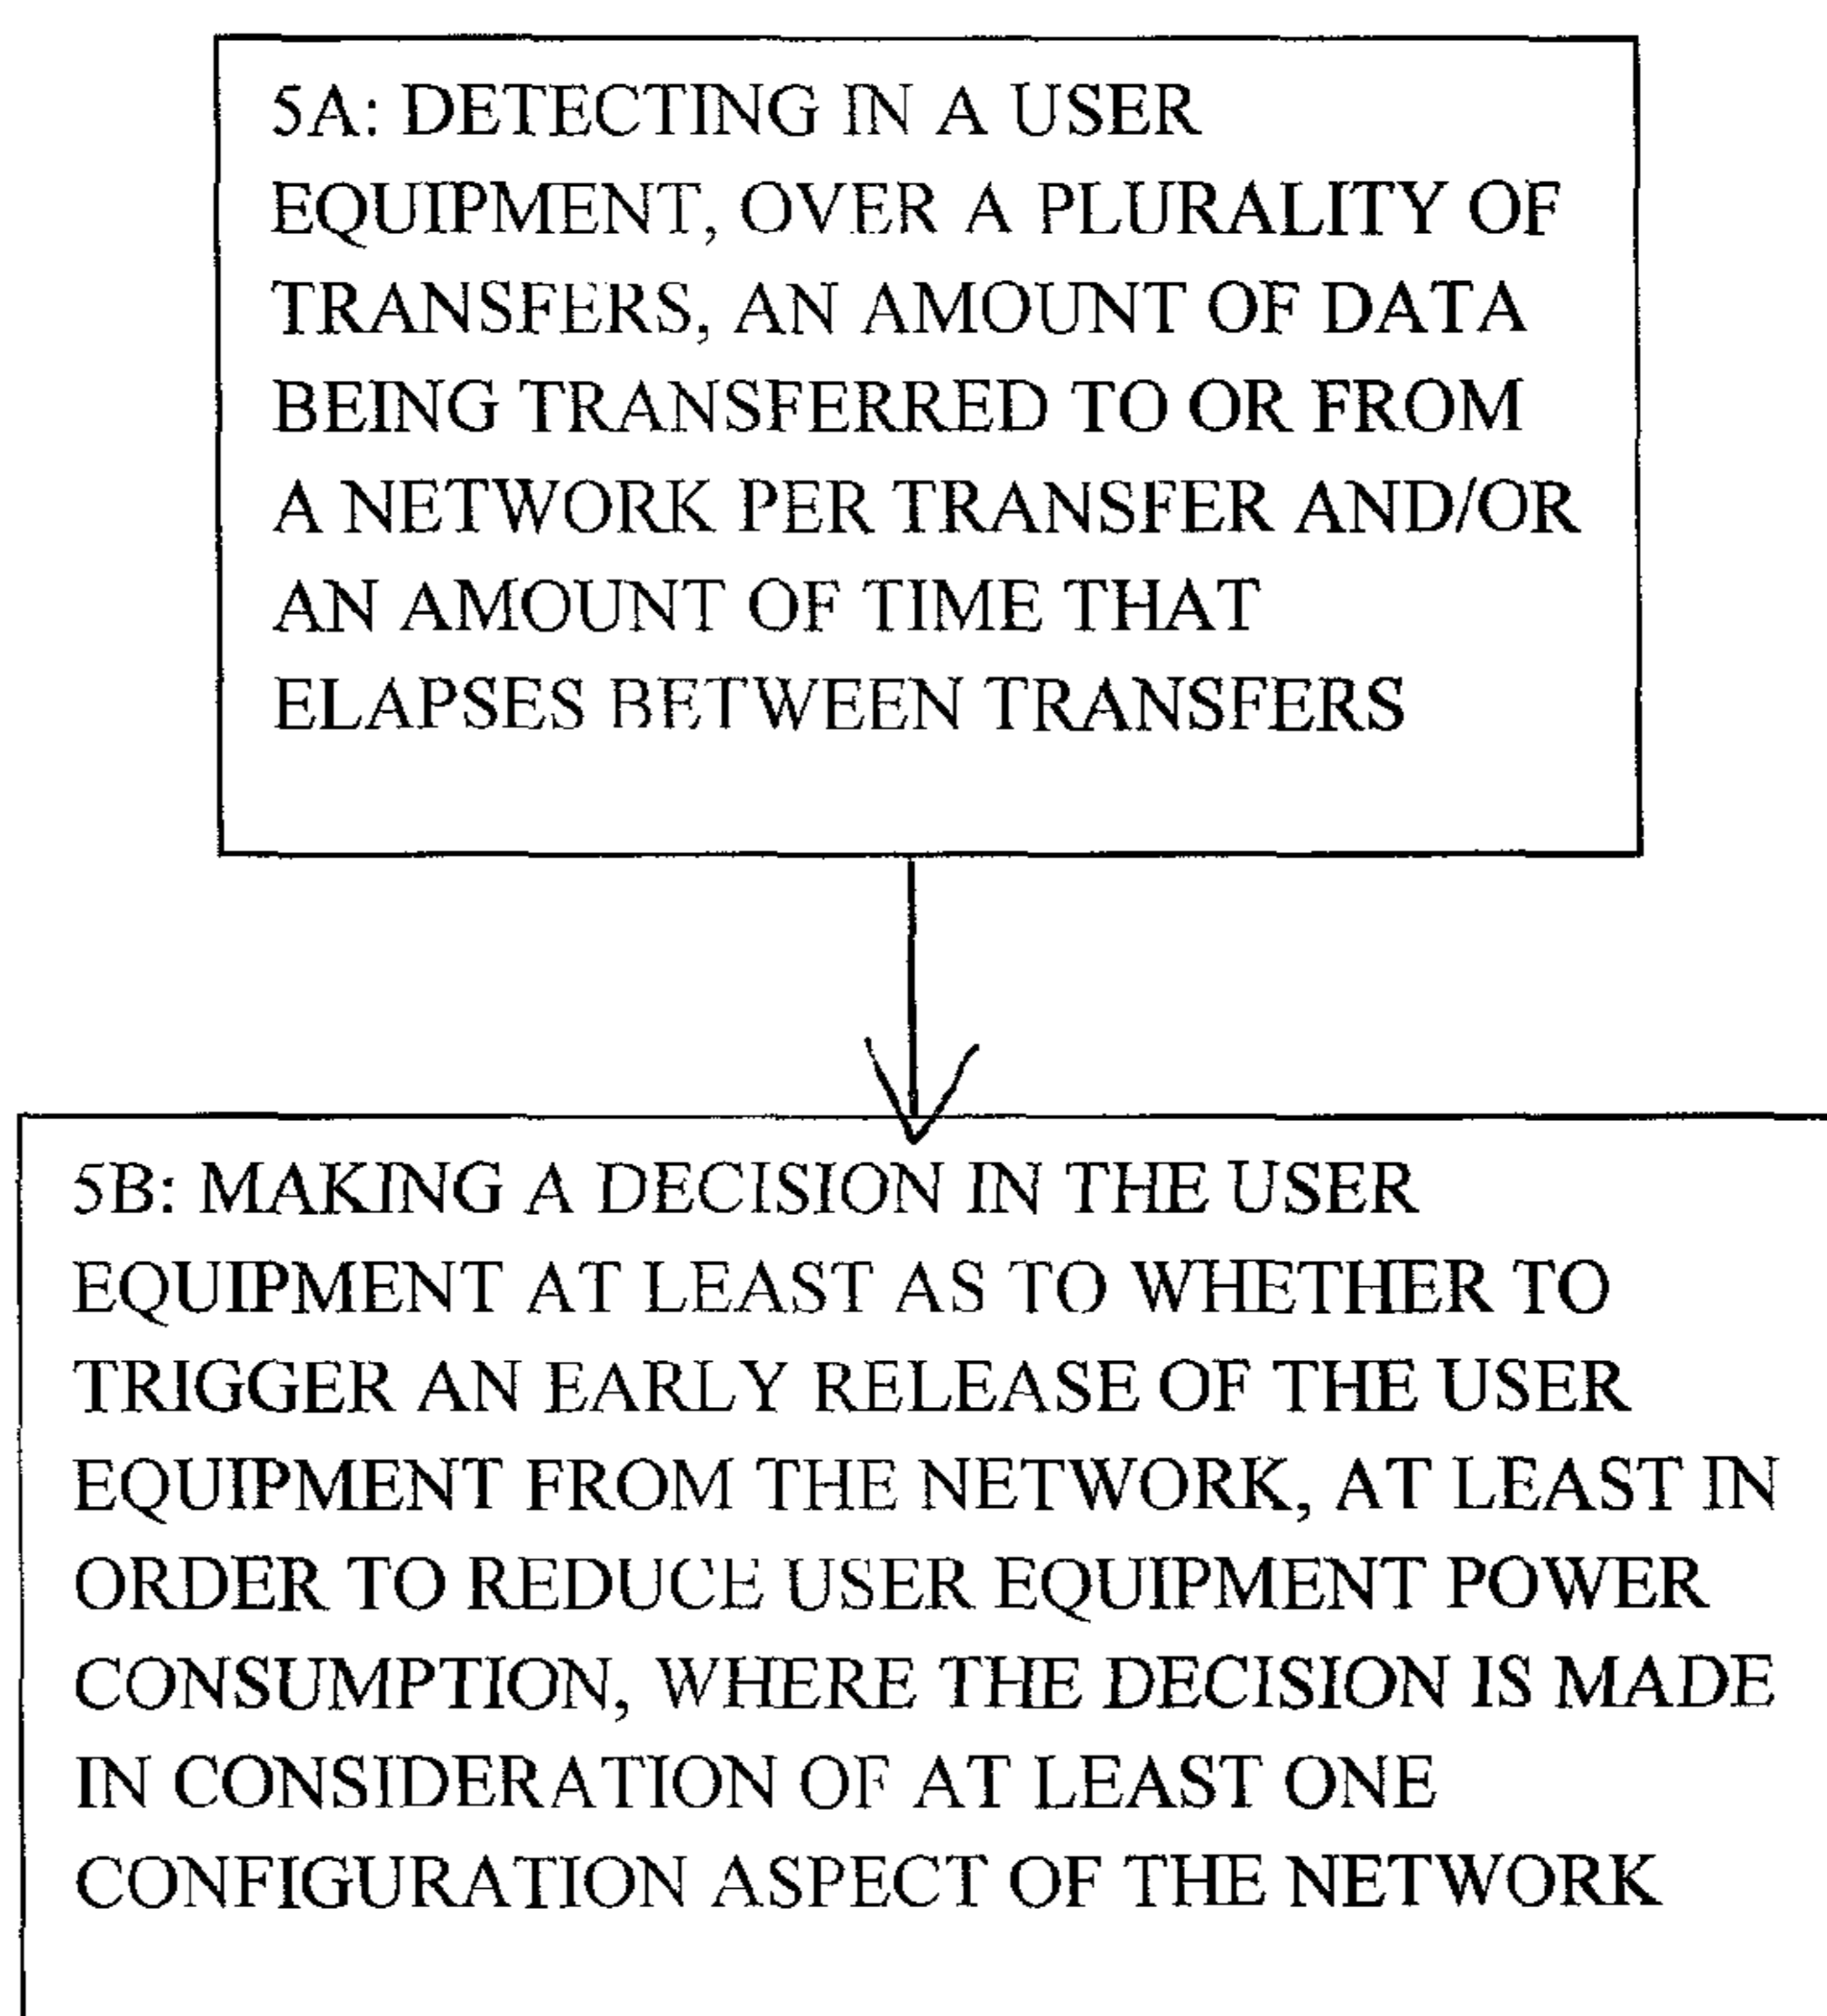 5A: DETECTING IN A USER
EQUIPMENT, OVER A PLURALITY OF
TRANSFERS, AN AMOUNT OF DATA
BEING TRANSFERRED TO OR FROM
A NETWORK PER TRANSFER AND/OR
AN AMOUNT OF TIME THAT
ELAPSES BETWEEN TRANSFERS
5B: MAKING A DECISION IN THE USER
EQUIPMENT AT LEAST AS TO WHETHER TO
TRIGGER AN EARLY RELEASE OF THE USER
EQUIPMENT FROM THE NETWORK, AT LEAST IN
ORDER TO REDUCE USER EQUIPMENT POWER
CONSUMPTION, WHERE THE DECISION IS MADE
IN CONSIDERATION OF AT LEAST ONE
CONFIGURATION ASPECT OF THE NETWORK